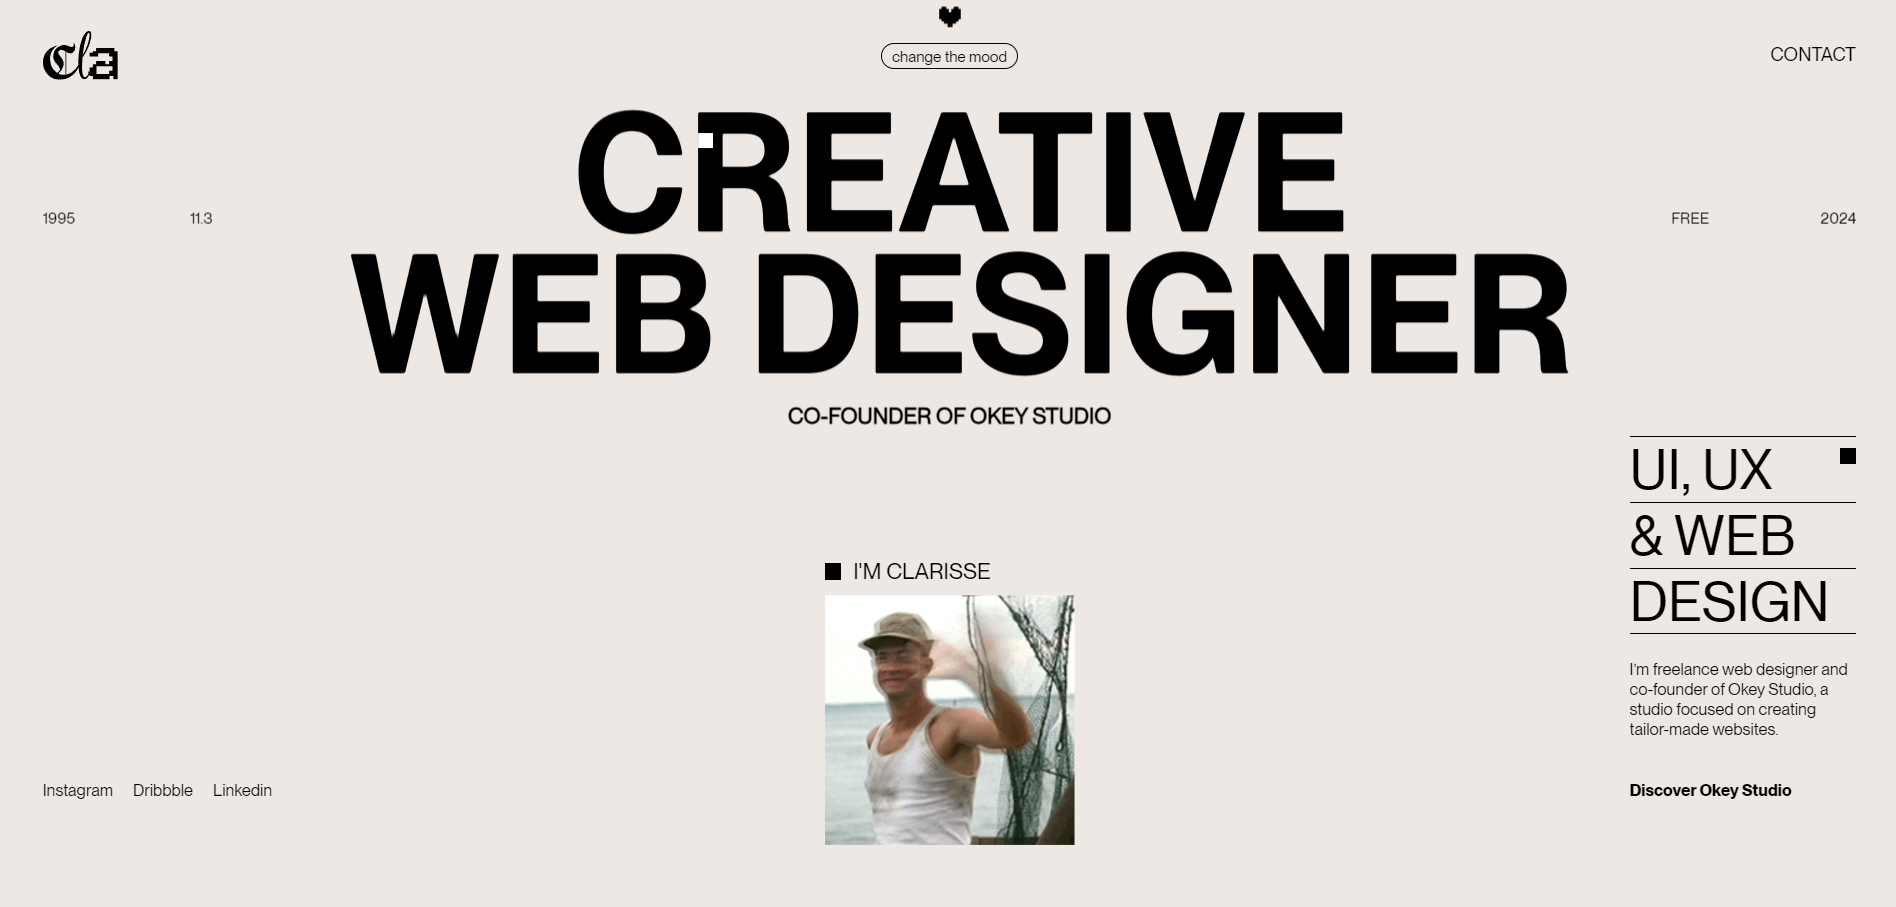 Cla
change the mood
CONTACT
CREATIVE
WEB DESIGNER
1995
11.3
FREE
2024
CO-FOUNDER OF OKEY STUDIO
UI, UX
& WEB
DESIGN
I'M CLARISSE
I'm freelance web designer and
co-founder of Okey Studio, a
studio focused on creating
tailor-made websites.
Instagram
Dribbble
Linkedin
Discover Okey Studio